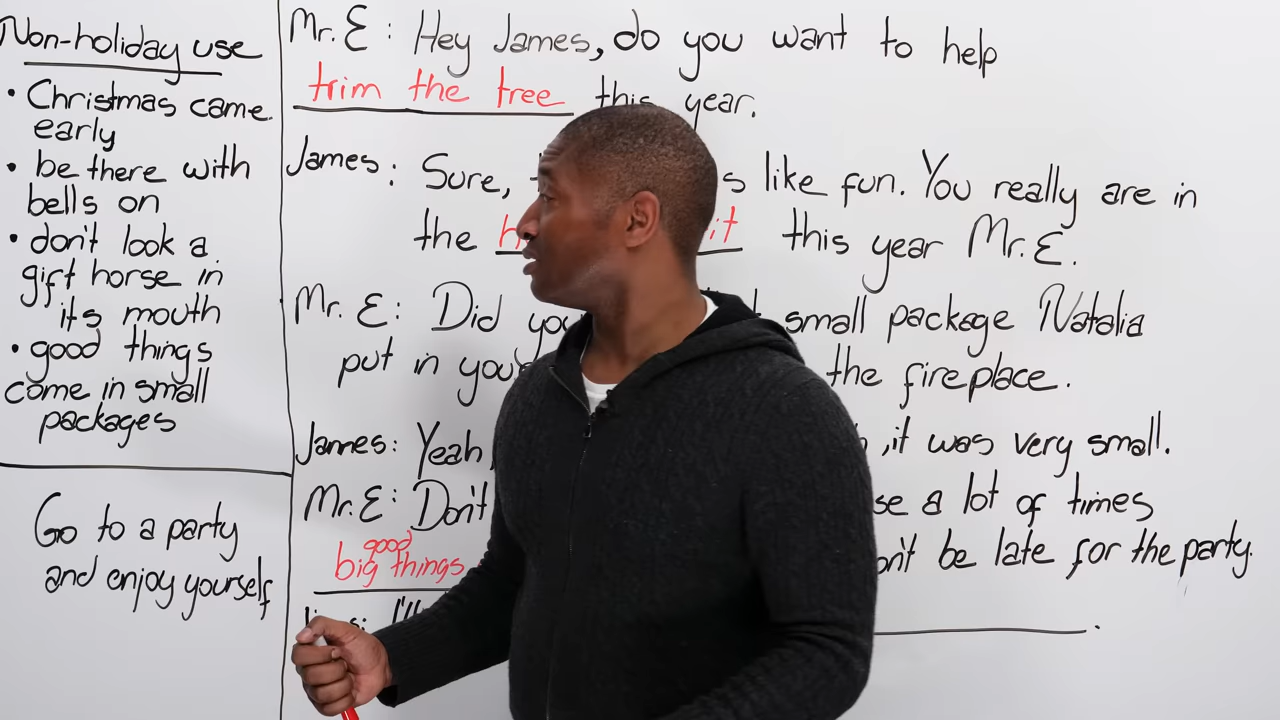 Non-holiday use
• Christmas came
early
• be there with
bells on
• don't look a
gift horse in
its mouth
• good things
come in small
packages
Go to a party
and enjoy yourself
Mr. E : Hey James, do you want to help
trim the tree this year.
James : Sure, s like fun. You really are in
the this year Mr. E.
Mr. E : Did small package Natalia
put in the fireplace.
James : Yeah , it was very small.
Mr. E : Don't a lot of times
good
big things be late for the party.
I'll